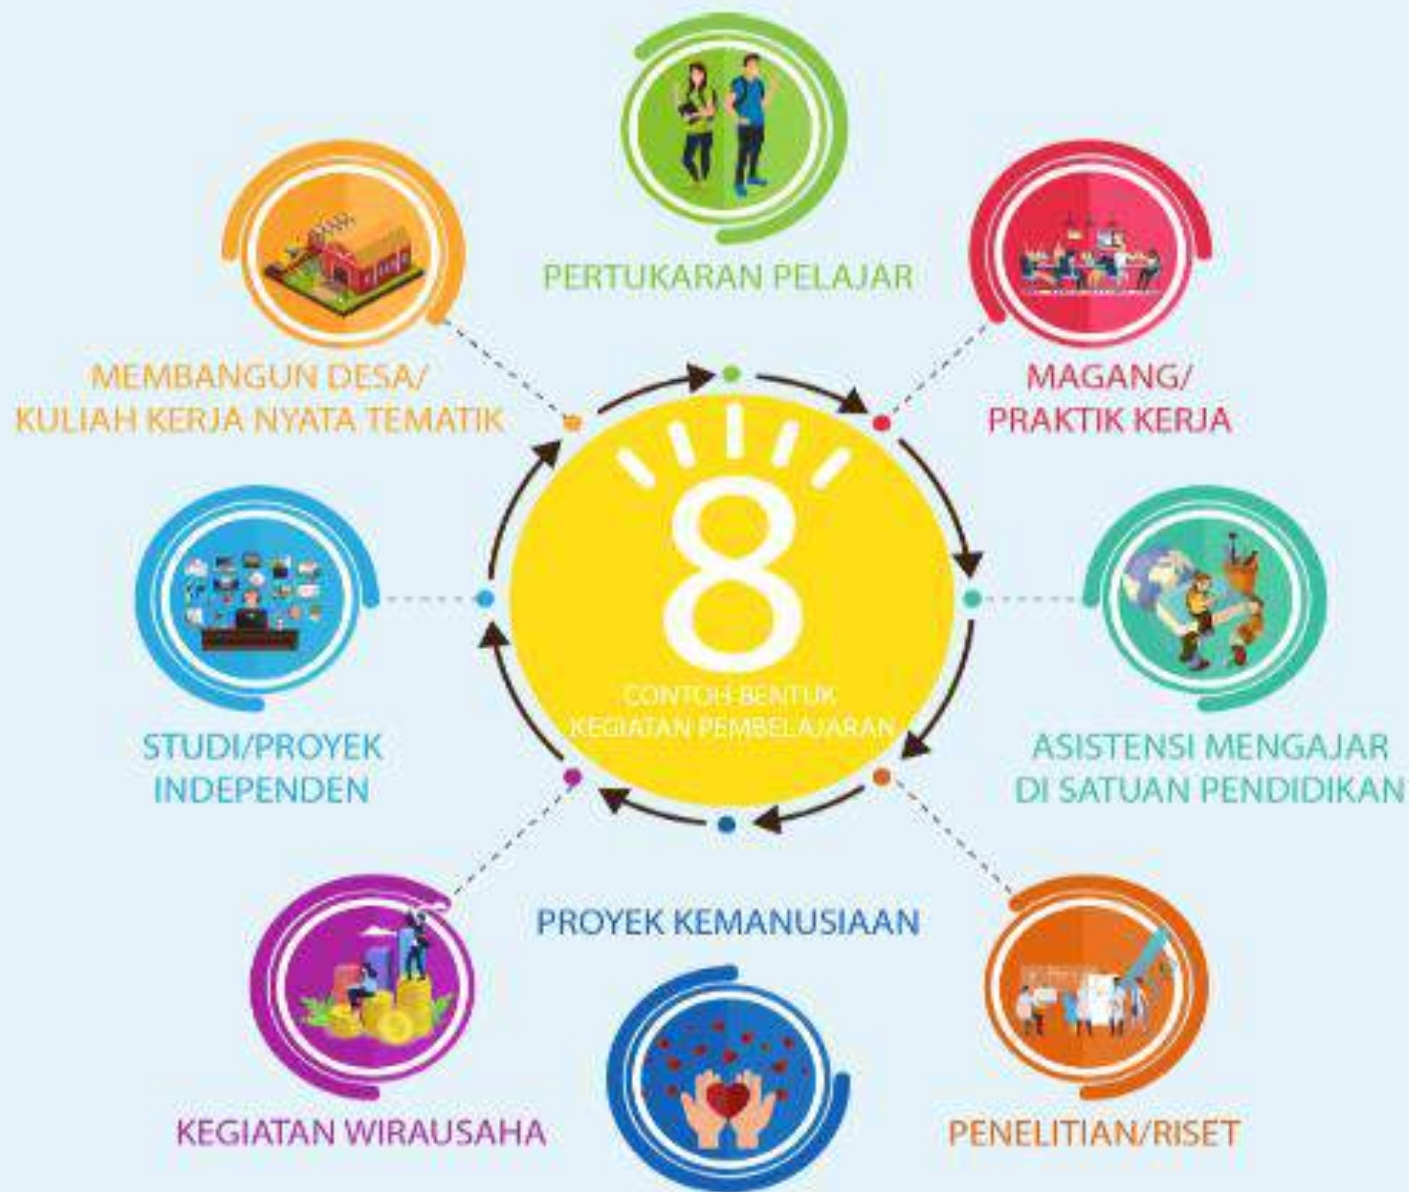 PERTUKARAN PELAJAR
MAGANG/
PRAKTIK KERJA
ASISTENSI MENGAJAR
DI SATUAN PENDIDIKAN
PENELITIAN/RISET
PROYEK KEMANUSIAAN
KEGIATAN WIRAUSAHA
STUDI/PROYEK
INDEPENDEN
MEMBANGUN DESA/
KULIAH KERJA NYATA TEMATIK
8
CONTOH BENTUK
KEGIATAN PEMBELAJARAN